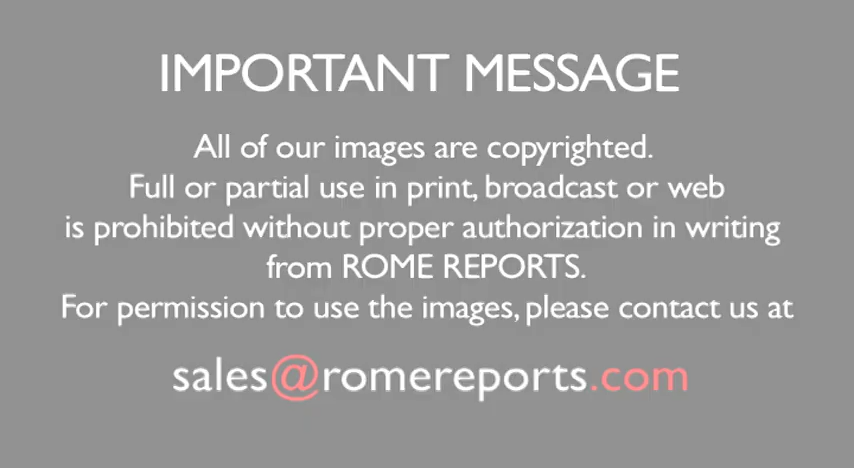 IMPORTANT MESSAGE
All of our images are copyrighted.
Full or partial use in print, broadcast or web
is prohibited without proper authorization in writing
from ROME REPORTS.
For permission to use the images, please contact us at
sales@romereports.com